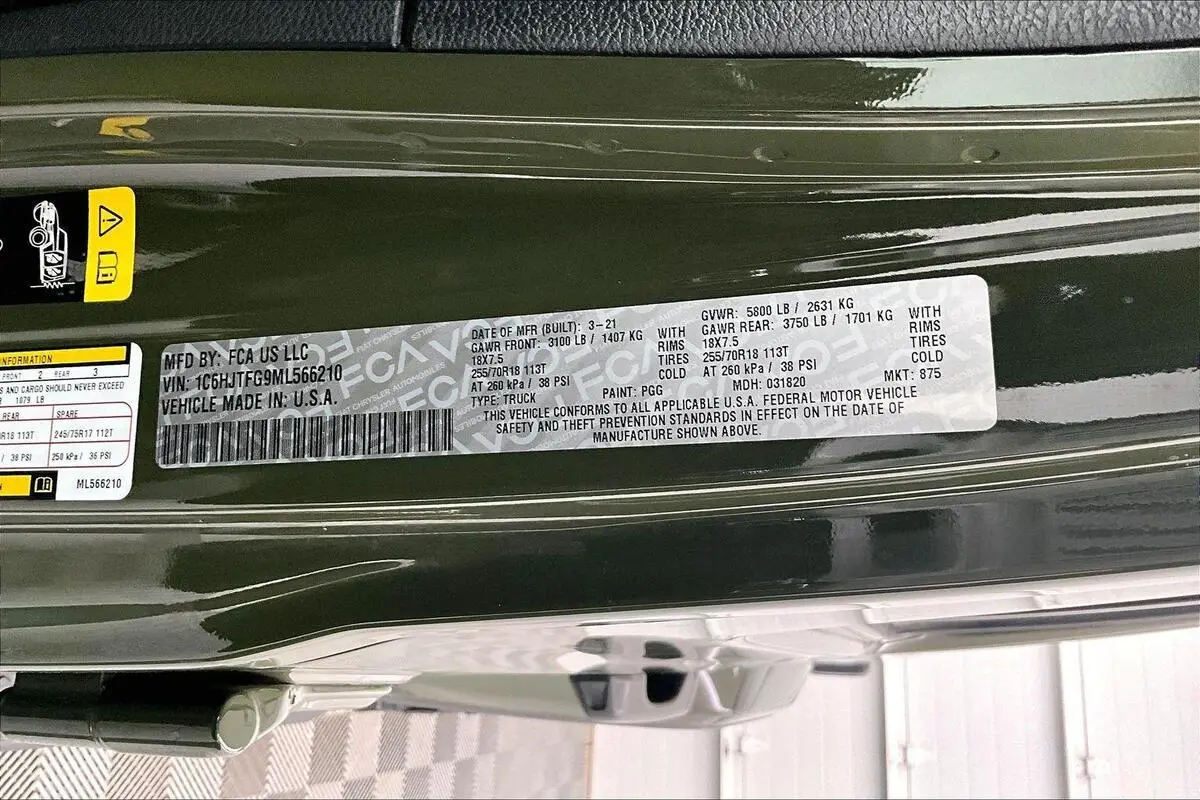 INFORMATION
FRONT 2 REAR 3
S AND CARGO SHOULD NEVER EXCEED
1079 LB
REAR SPARE
R18 113T 245/75R17 112T
/ 38 PSI 250 kPa / 36 PSI
ML566210
MFD BY: FCA US LLC
VIN: 1C6HJTFG9ML566210
VEHICLE MADE IN: U.S.A.
DATE OF MFR (BUILT): 3-21 GVWR: 5800 LB / 2631 KG
GAWR FRONT: 3100 LB / 1407 KG WITH GAWR REAR: 3750 LB / 1701 KG WITH
18X7.5 RIMS 18X7.5 RIMS
255/70R18 113T TIRES 255/70R18 113T TIRES
AT 260 kPa / 38 PSI COLD AT 260 kPa / 38 PSI COLD
TYPE: TRUCK PAINT: PGG MDH: 031820 MKT: 875
THIS VEHICLE CONFORMS TO ALL APPLICABLE U.S.A. FEDERAL MOTOR VEHICLE
SAFETY AND THEFT PREVENTION STANDARDS IN EFFECT ON THE DATE OF
MANUFACTURE SHOWN ABOVE.